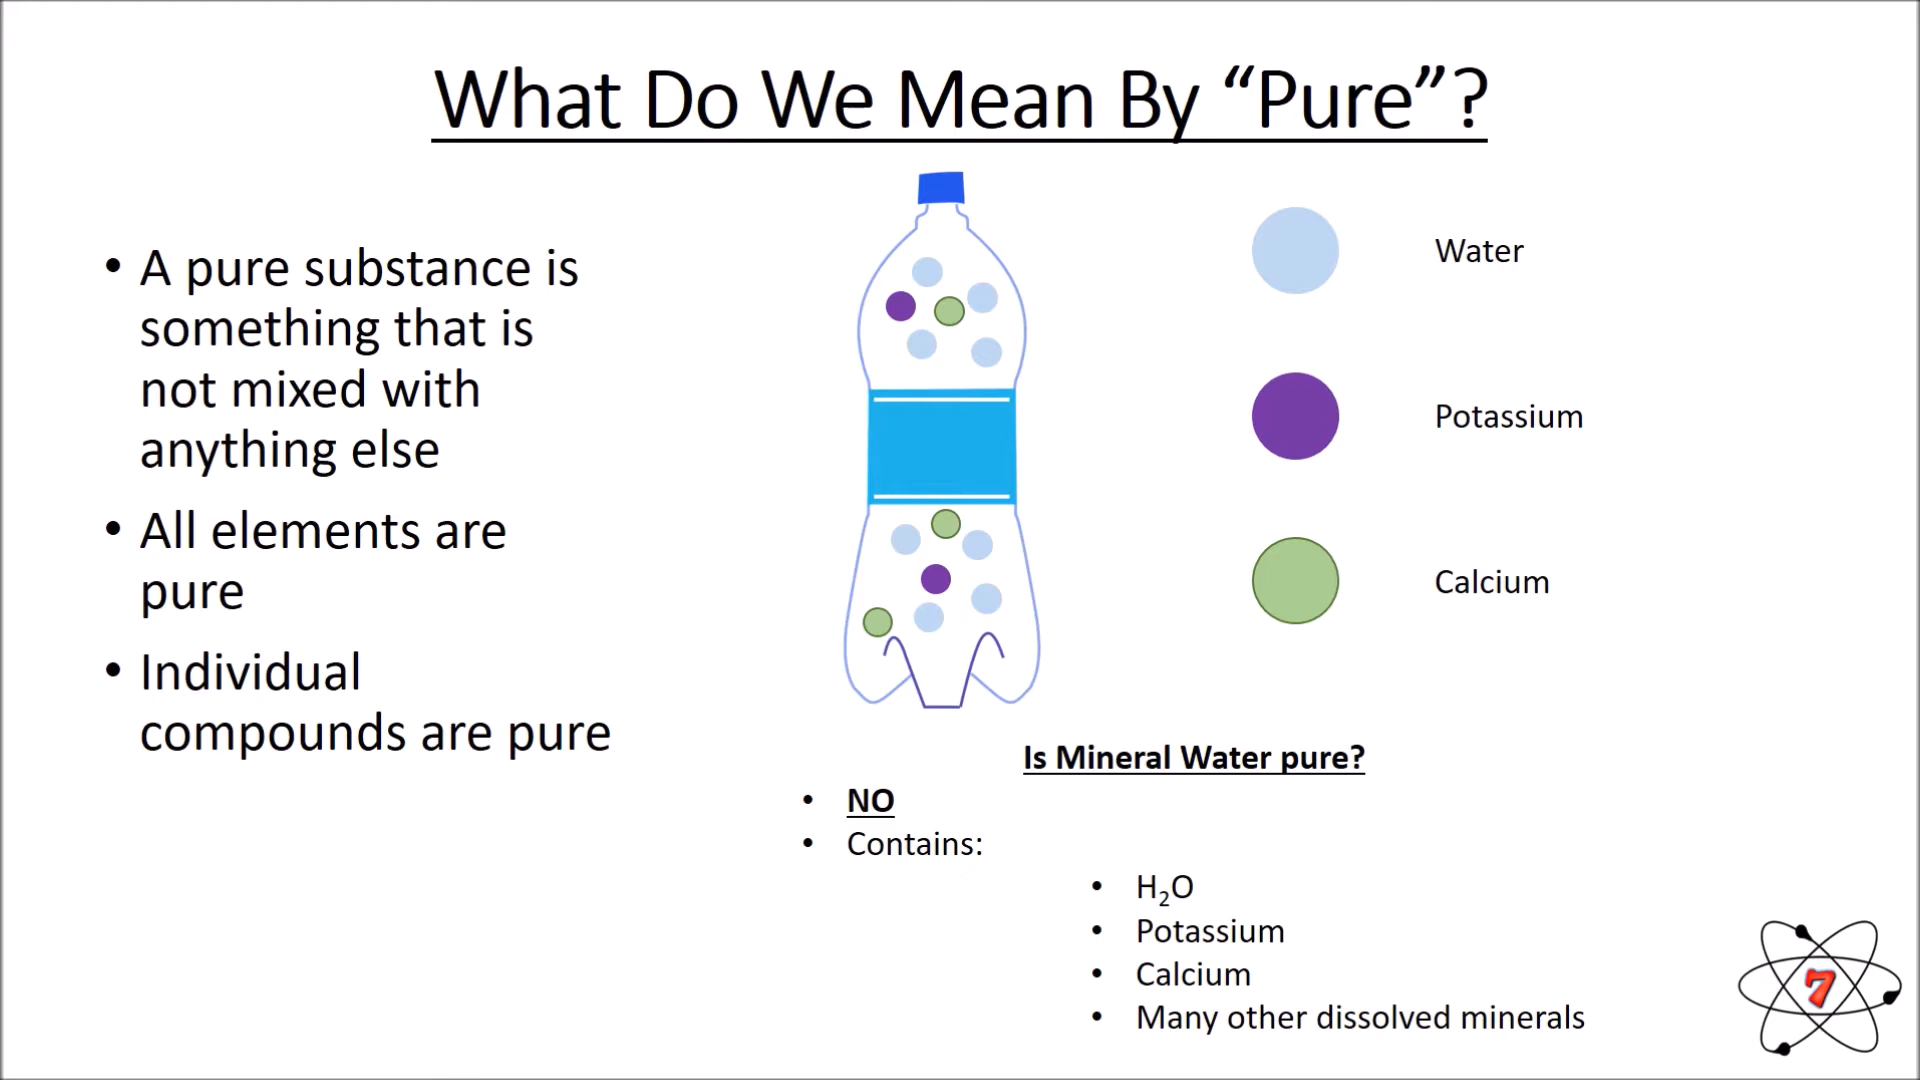 What Do We Mean By “Pure”?
• A pure substance is
something that is
not mixed with
anything else
• All elements are
pure
• Individual
compounds are pure
Water
Potassium
Calcium
Is Mineral Water pure?
• NO
• Contains:
• H₂O
• Potassium
• Calcium
• Many other dissolved minerals
7